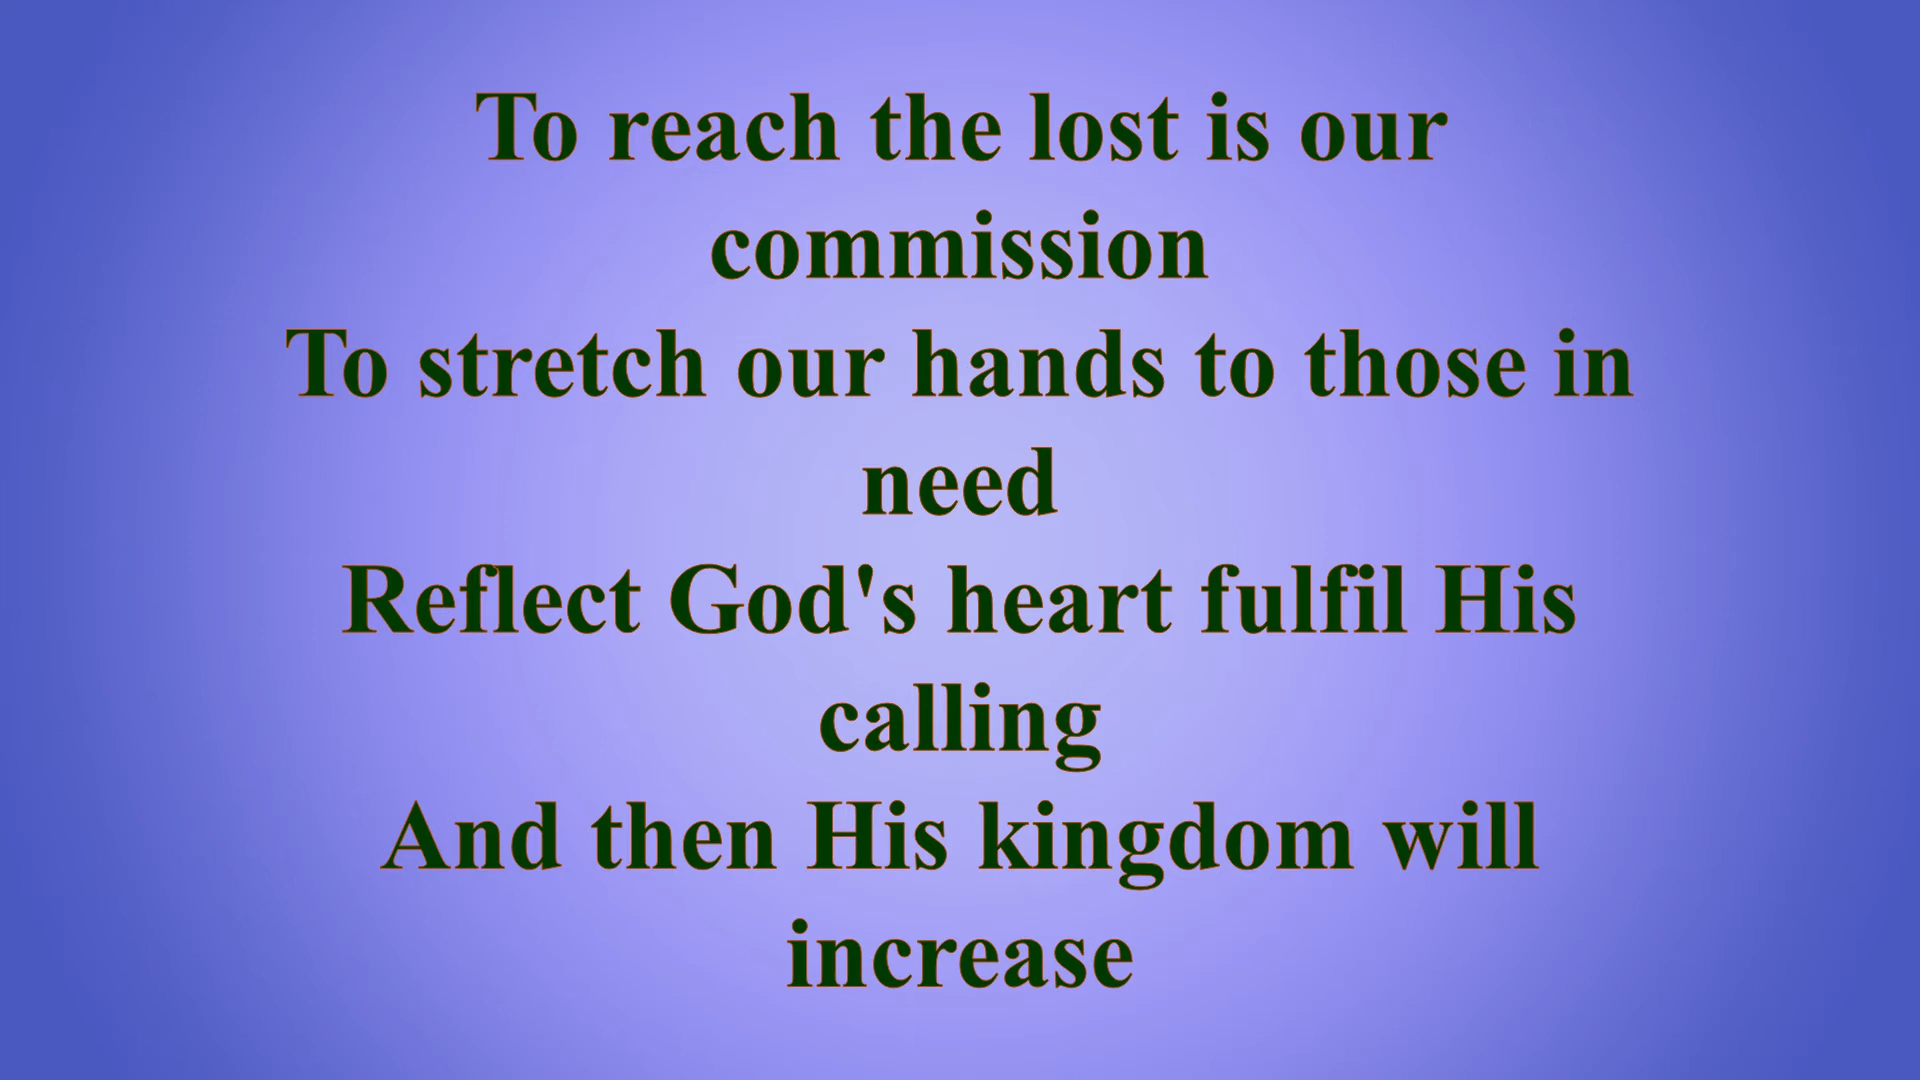 To reach the lost is our
commission
To stretch our hands to those in
need
Reflect God's heart fulfil His
calling
And then His kingdom will
increase